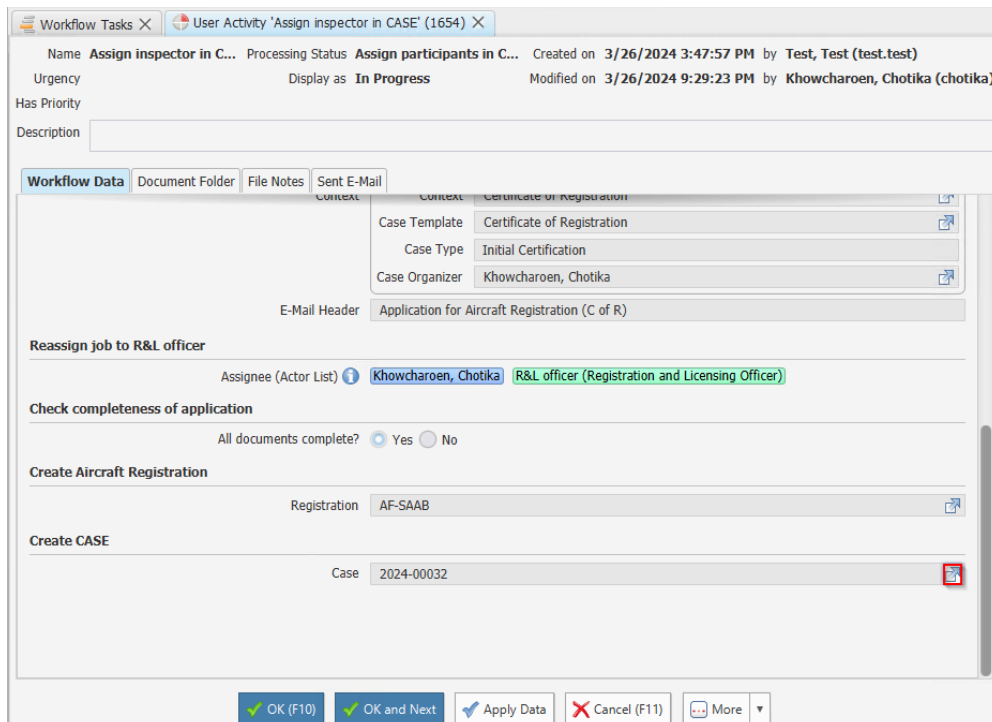 Workflow Tasks User Activity 'Assign inspector in CASE' (1654)
Name Assign inspector in C... Processing Status Assign participants in C... Created on 3/26/2024 3:47:57 PM by Test, Test (test.test)
Urgency Display as In Progress Modified on 3/26/2024 9:29:23 PM by Khowcharoen, Chotika (chotika)
Has Priority
Description
Workflow Data Document Folder File Notes Sent E-Mail
Context Context Certificate of Registration
Case Template Certificate of Registration
Case Type Initial Certification
Case Organizer Khowcharoen, Chotika
E-Mail Header Application for Aircraft Registration (C of R)
Reassign job to R&L officer
Assignee (Actor List) Khowcharoen, Chotika R&L officer (Registration and Licensing Officer)
Check completeness of application
All documents complete? Yes No
Create Aircraft Registration
Registration AF-SAAB
Create CASE
Case 2024-00032
OK (F10) OK and Next Apply Data Cancel (F11) More